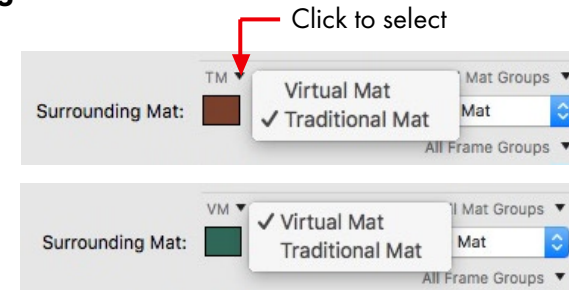 g
Click to select
TM ▼ Mat Groups ▼
Virtual Mat
Surrounding Mat: ✓ Traditional Mat Mat
All Frame Groups ▼
VM ▼ ll Mat Groups ▼
✓ Virtual Mat
Surrounding Mat: Traditional Mat Mat
All Frame Groups ▼